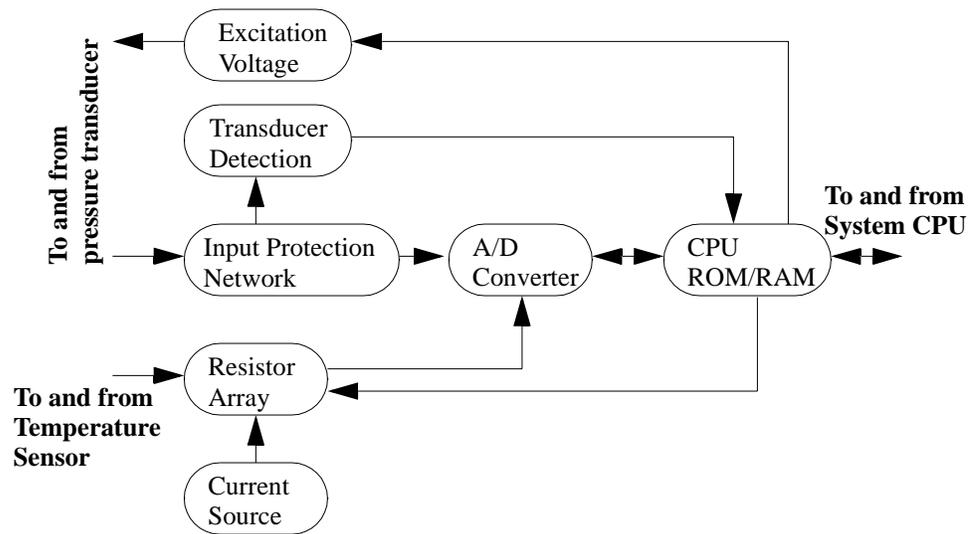 Excitation
Voltage
Transducer
Detection
To and from
pressure transducer
Input Protection
Network
A/D
Converter
CPU
ROM/RAM
To and from
System CPU
Resistor
Array
To and from
Temperature
Sensor
Current
Source